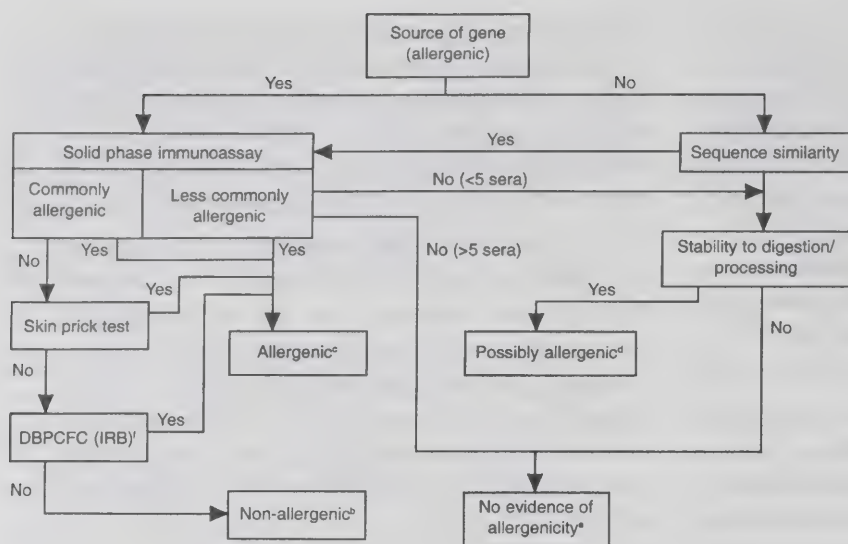 Source of gene
(allergenic)
Yes
No
Solid phase immunoassay
Yes
Sequence similarity
Commonly
allergenic
Less commonly
allergenic
No (<5 sera)
No
Yes
Yes
No (>5 sera)
Stability to digestion/
processing
Yes
Yes
No
Skin prick test
Allergenicᶜ
Possibly allergenicᵈ
No
Yes
DBPCFC (IRB)ᶠ
No
Non-allergenicᵇ
No evidence of
allergenicityᵉ